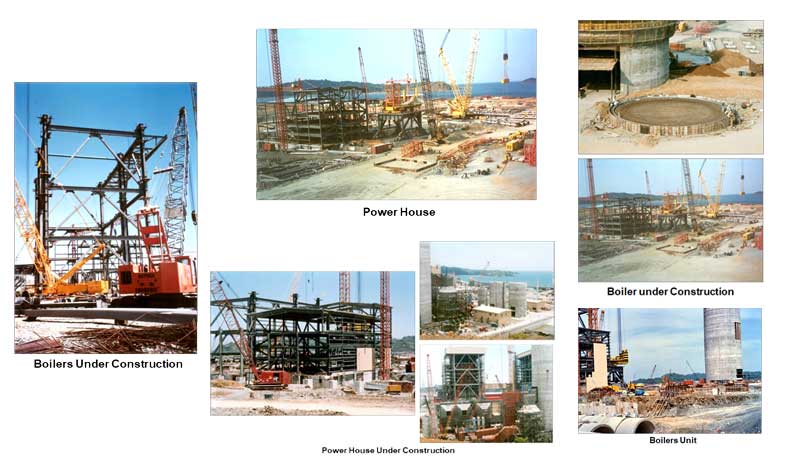 Power House
Boilers Under Construction
Boiler under Construction
Power House Under Construction
Boilers Unit